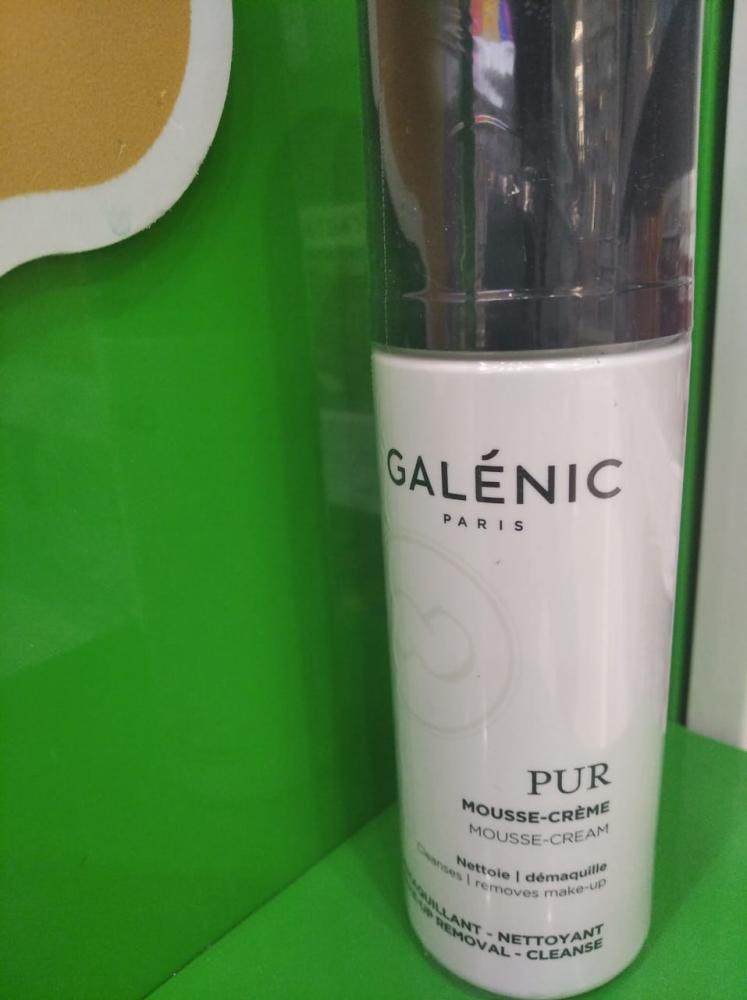 GALÉNIC
PARIS
PUR
MOUSSE-CRÈME
MOUSSE-CREAM
Nettoie | démaquille
Cleanses | removes make-up
NETTOYANT
REMOVAL - CLEANSE